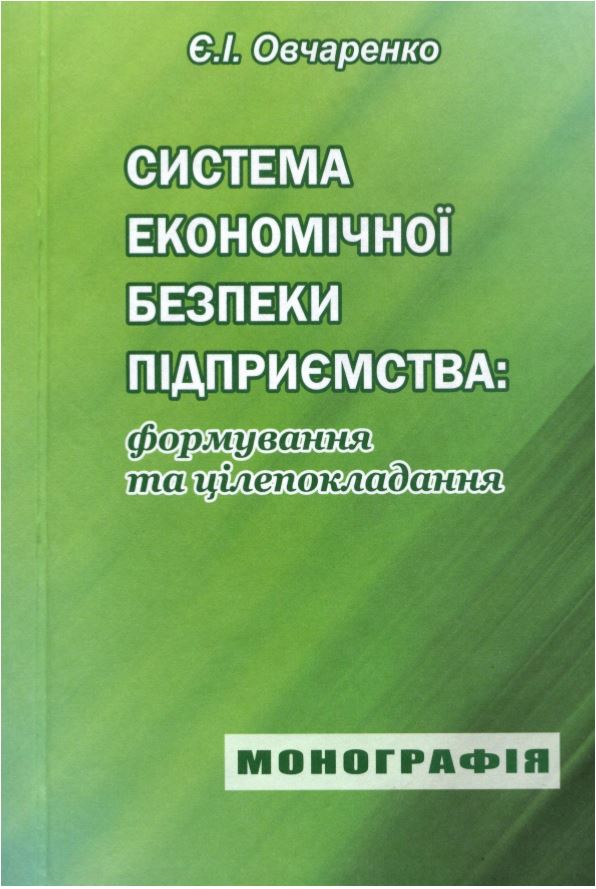 Є.І. Овчаренко
СИСТЕМА
ЕКОНОМІЧНОЇ
БЕЗПЕКИ
ПІДПРИЄМСТВА:
формування
та цілепокладання
МОНОГРАФІЯ